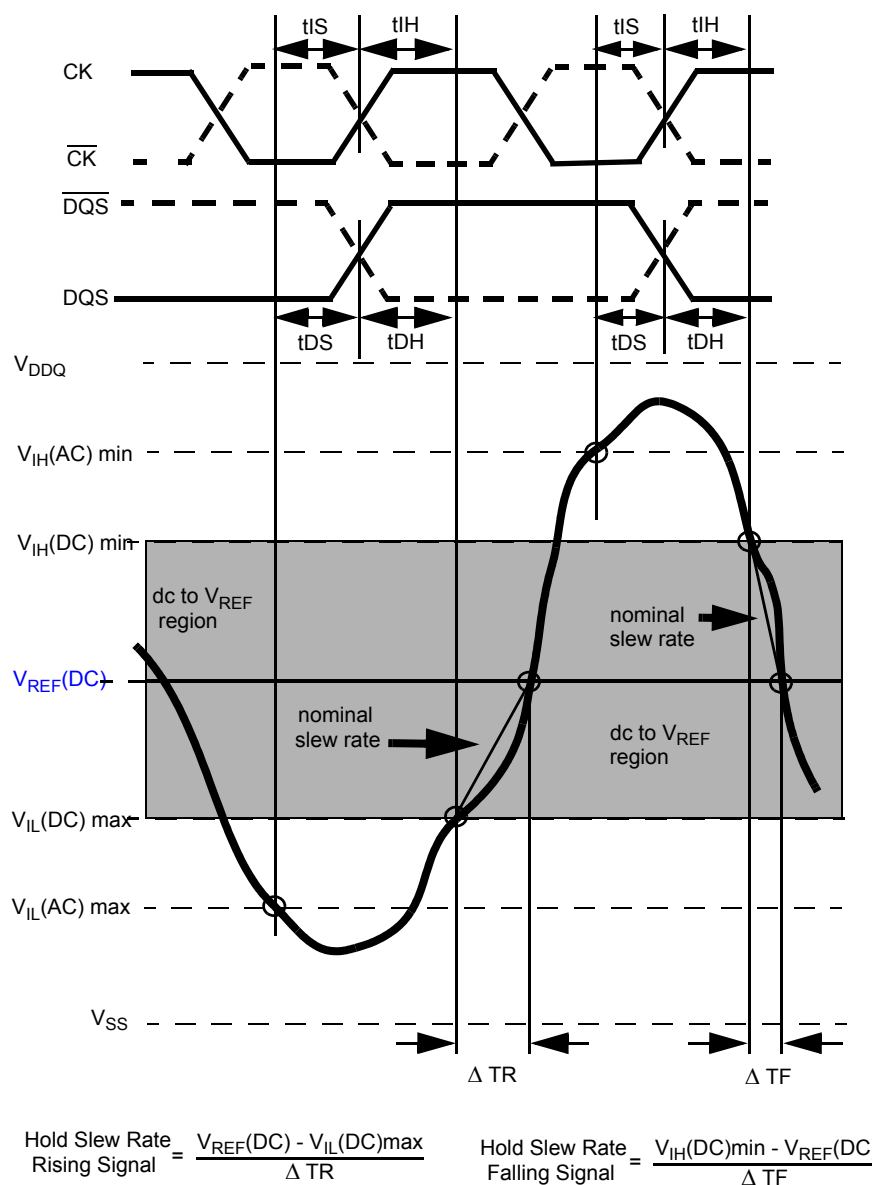 tIS tIH tIS tIH
CK
CK
DQS
DQS
tDS tDH tDS tDH
VDDQ
VIH(AC) min
VIH(DC) min
dc to VREF
region
nominal
slew rate
VREF(DC)
nominal
slew rate
dc to VREF
region
VIL(DC) max
VIL(AC) max
VSS
Δ TR Δ TF
Hold Slew Rate
Rising Signal = VREF(DC) - VIL(DC)max
Δ TR
Hold Slew Rate
Falling Signal = VIH(DC)min - VREF(DC
Δ TF